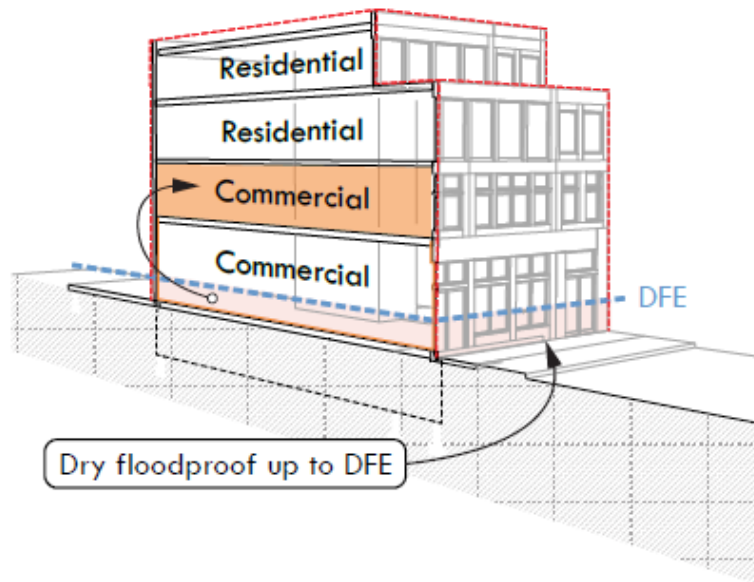 Residential
Residential
Commercial
Commercial
DFE
Dry floodproof up to DFE